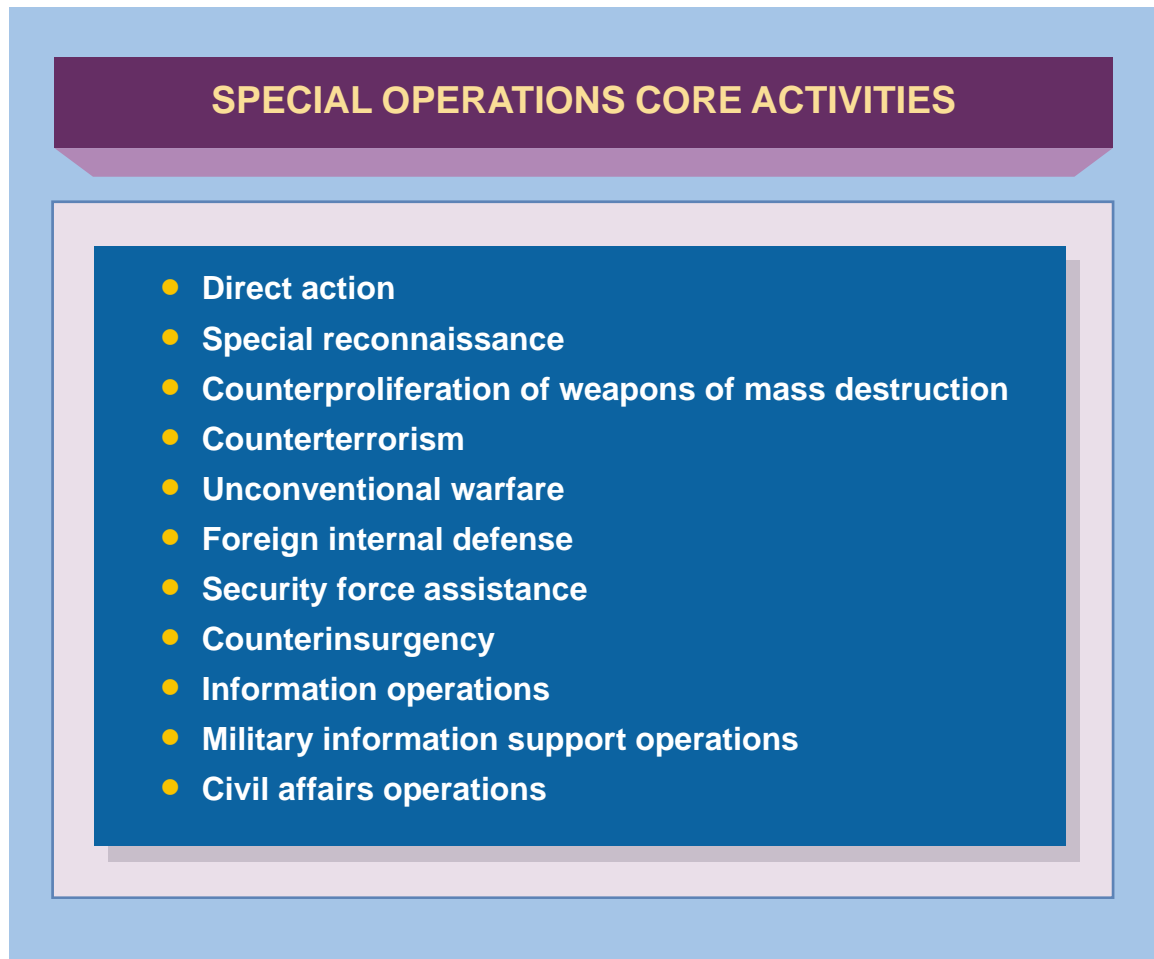 SPECIAL OPERATIONS CORE ACTIVITIES
Direct action
Special reconnaissance
Counterproliferation of weapons of mass destruction
Counterterrorism
Unconventional warfare
Foreign internal defense
Security force assistance
Counterinsurgency
Information operations
Military information support operations
Civil affairs operations